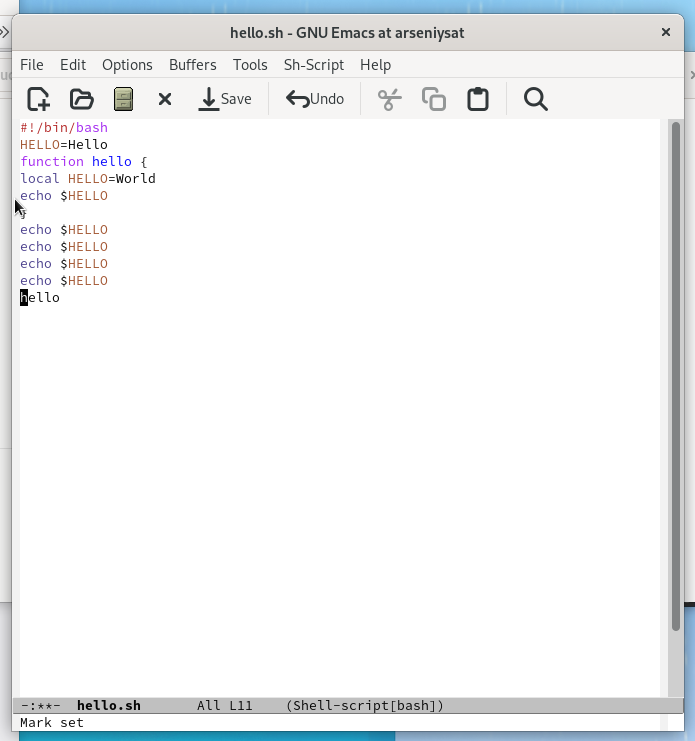 hello.sh - GNU Emacs at arseniysat
File Edit Options Buffers Tools Sh-Script Help
Save Undo
#!/bin/bash
HELLO=Hello
function hello {
local HELLO=World
echo $HELLO
}
echo $HELLO
echo $HELLO
echo $HELLO
echo $HELLO
hello
-:**- hello.sh All L11 (Shell-script[bash])
Mark set